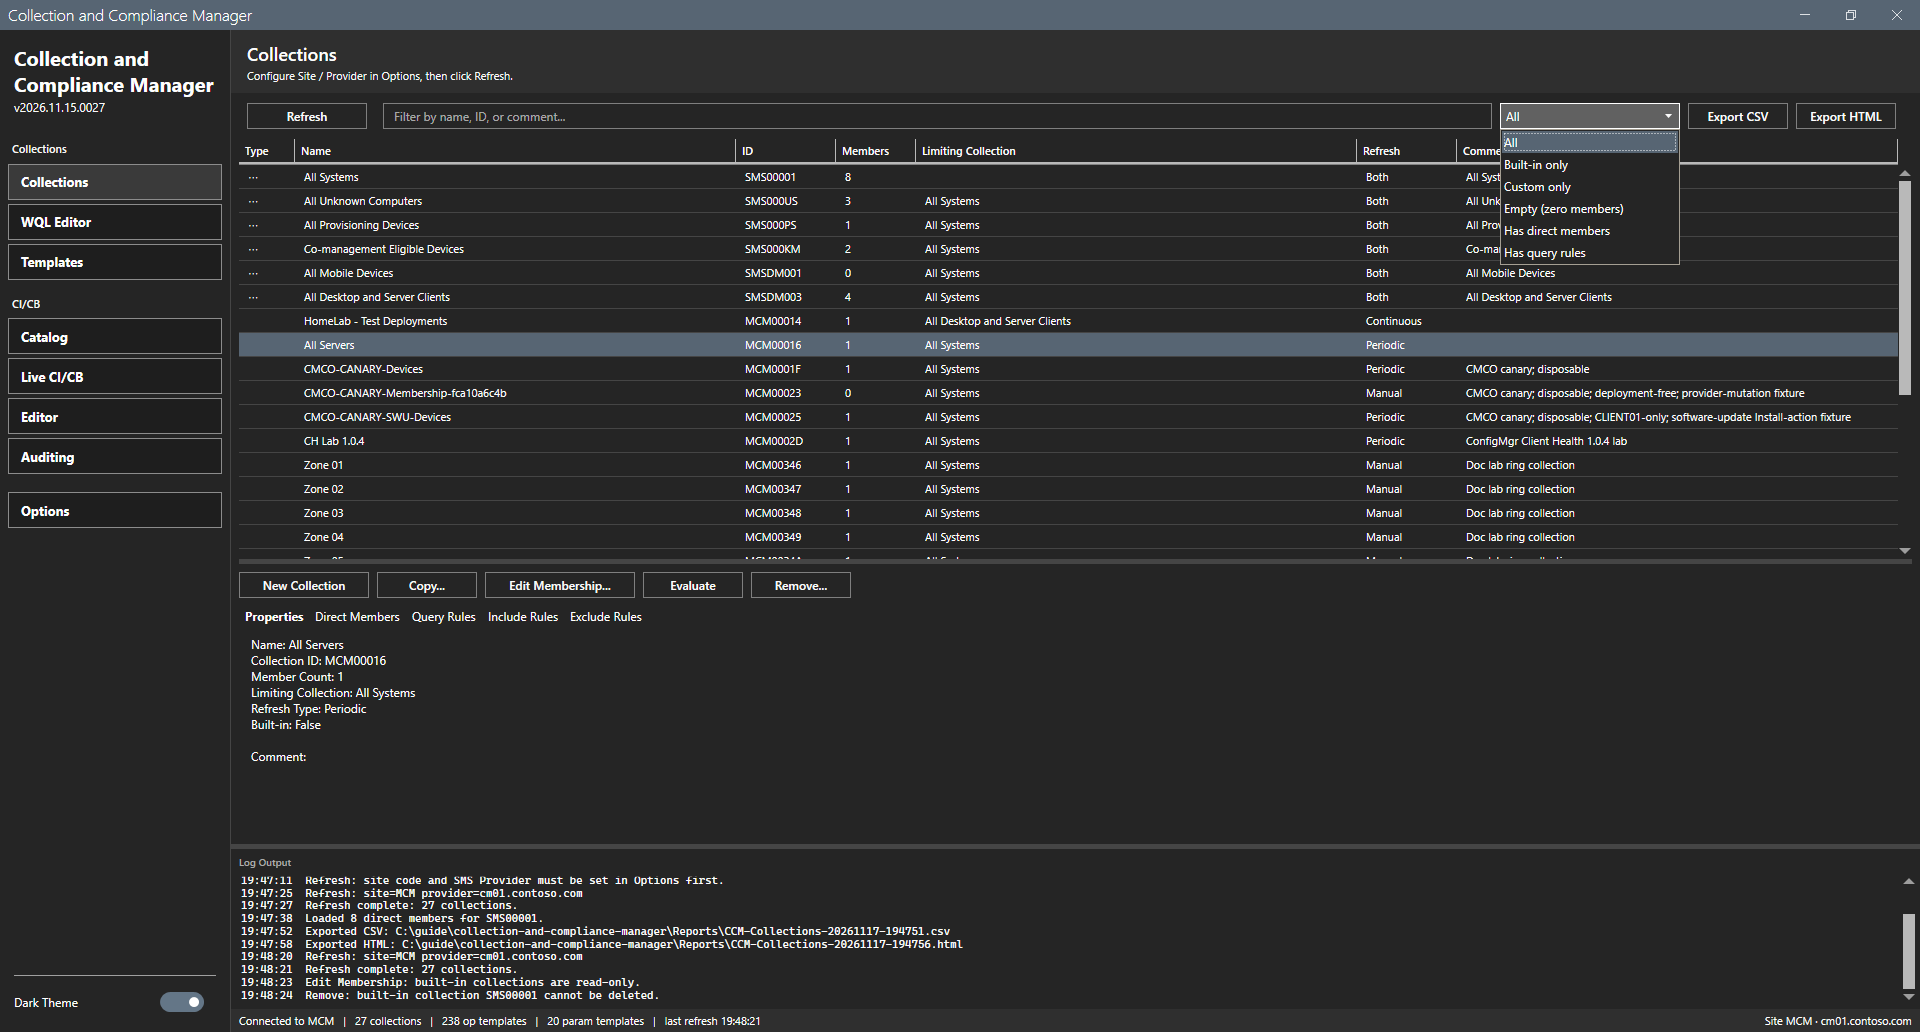 Collection and Compliance Manager
Collection and
Compliance Manager
v2026.11.15.0027
Collections
Collections
WQL Editor
Templates
CI/CB
Catalog
Live CI/CB
Editor
Auditing
Options
Dark Theme
Collections
Configure Site / Provider in Options, then click Refresh.
Refresh
Filter by name, ID, or comment...
All
Export CSV
Export HTML
All
Built-in only
Custom only
Empty (zero members)
Has direct members
Has query rules
Type Name ID Members Limiting Collection Refresh Comme
... All Systems SMS00001 8 Both All Syst
... All Unknown Computers SMS000US 3 All Systems Both All Unk
... All Provisioning Devices SMS000PS 1 All Systems Both All Prov
... Co-management Eligible Devices SMS000KM 2 All Systems Both Co-ma
... All Mobile Devices SMSDM001 0 All Systems Both All Mobile Devices
... All Desktop and Server Clients SMSDM003 4 All Systems Both All Desktop and Server Clients
HomeLab - Test Deployments MCM00014 1 All Desktop and Server Clients Continuous
All Servers MCM00016 1 All Systems Periodic
CMCO-CANARY-Devices MCM0001F 1 All Systems Periodic CMCO canary; disposable
CMCO-CANARY-Membership-fca10a6c4b MCM00023 0 All Systems Manual CMCO canary; disposable; deployment-free; provider-mutation fixture
CMCO-CANARY-SWU-Devices MCM00025 1 All Systems Periodic CMCO canary; disposable; CLIENT01-only; software-update Install-action fixture
CH Lab 1.0.4 MCM0002D 1 All Systems Periodic ConfigMgr Client Health 1.0.4 lab
Zone 01 MCM00346 1 All Systems Manual Doc lab ring collection
Zone 02 MCM00347 1 All Systems Manual Doc lab ring collection
Zone 03 MCM00348 1 All Systems Manual Doc lab ring collection
Zone 04 MCM00349 1 All Systems Manual Doc lab ring collection
New Collection
Copy...
Edit Membership...
Evaluate
Remove...
Properties Direct Members Query Rules Include Rules Exclude Rules
Name: All Servers
Collection ID: MCM00016
Member Count: 1
Limiting Collection: All Systems
Refresh Type: Periodic
Built-in: False
Comment:
Log Output
19:47:11 Refresh: site code and SMS Provider must be set in Options first.
19:47:25 Refresh: site=MCM provider=cm01.contoso.com
19:47:27 Refresh complete: 27 collections.
19:47:38 Loaded 8 direct members for SMS00001.
19:47:52 Exported CSV: C:\guide\collection-and-compliance-manager\Reports\CCM-Collections-20261117-194751.csv
19:47:58 Exported HTML: C:\guide\collection-and-compliance-manager\Reports\CCM-Collections-20261117-194756.html
19:48:20 Refresh: site=MCM provider=cm01.contoso.com
19:48:21 Refresh complete: 27 collections.
19:48:23 Edit Membership: built-in collections are read-only.
19:48:24 Remove: built-in collection SMS00001 cannot be deleted.
Connected to MCM | 27 collections | 238 op templates | 20 param templates | last refresh 19:48:21
Site MCM · cm01.contoso.com